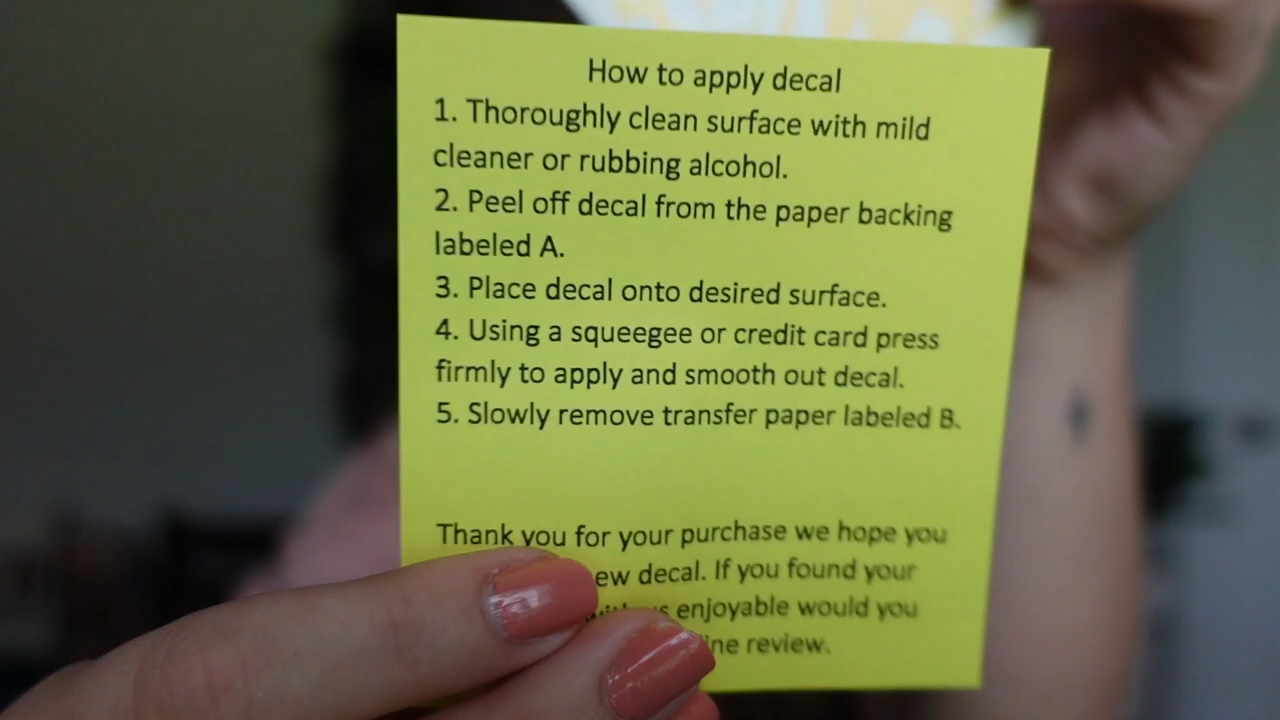 How to apply decal
1. Thoroughly clean surface with mild
cleaner or rubbing alcohol.
2. Peel off decal from the paper backing
labeled A.
3. Place decal onto desired surface.
4. Using a squeegee or credit card press
firmly to apply and smooth out decal.
5. Slowly remove transfer paper labeled B.
Thank you for your purchase we hope you
decal. If you found your
enjoyable would you
review.